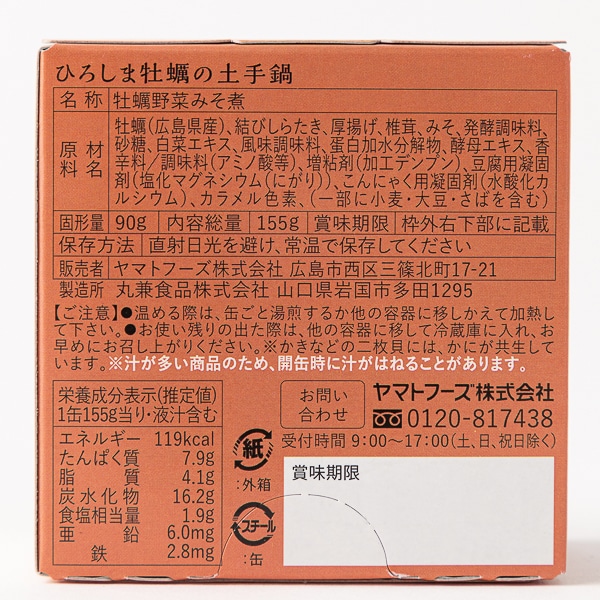 ひろしま牡蠣の土手鍋
名 称 牡蠣野菜みそ煮
原材料名 牡蠣(広島県産)、結びしらたき、厚揚げ、椎茸、みそ、発酵調味料、
砂糖、白菜エキス、風味調味料、蛋白加水分解物、酵母エキス、香
辛料/調味料(アミノ酸等)、増粘剤(加工デンプン)、豆腐用凝固
剤(塩化マグネシウム(にがり))、こんにゃく用凝固剤(水酸化カ
ルシウム)、カラメル色素、(一部に小麦・大豆・さばを含む)
固形量 90g 内容総量 155g 賞味期限 枠外右下部に記載
保存方法 直射日光を避け、常温で保存してください
販売者 ヤマトフーズ株式会社 広島市西区三篠北町17-21
製造所 丸兼食品株式会社 山口県岩国市多田1295
【ご注意】●温める際は、缶ごと湯煎するか他の容器に移しかえて加熱し
て下さい。●お使い残りの出た際は、他の容器に移して冷蔵庫に入れ、お
早めにお召し上がりください。※かきなどの二枚貝には、かにが共生して
います。※汁が多い商品のため、開缶時に汁がはねることがあります。
栄養成分表示(推定値)
1缶155g当り・液汁含む
エネルギー 119kcal
たんぱく質 7.9g
脂質 4.1g
炭水化物 16.2g
食塩相当量 1.9g
亜鉛 6.0mg
鉄 2.8mg
紙
:外箱
スチール
:缶
お問い
合わせ
ヤマトフーズ株式会社
0120-817438
受付時間 9:00〜17:00(土、日、祝日除く)
賞味期限